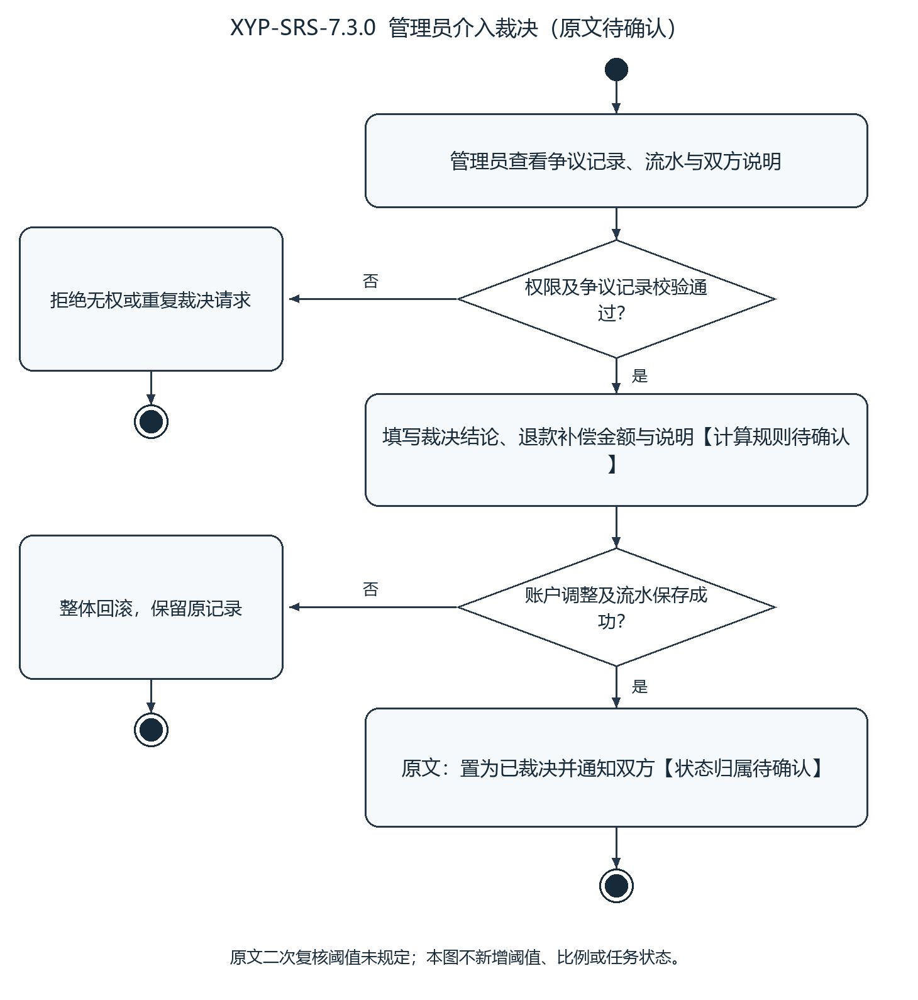 XYP-SRS-7.3.0 管理员介入裁决（原文待确认）
管理员查看争议记录、流水与双方说明
权限及争议记录校验通
过？
否
拒绝无权或重复裁决请求
是
填写裁决结论、退款补偿金额与说明【计算规则待确认
】
账户调整及流水保存成
功？
否
整体回滚，保留原记录
是
原文：置为已裁决并通知双方【状态归属待确认】
原文二次复核阈值未规定；本图不新增阈值、比例或任务状态。